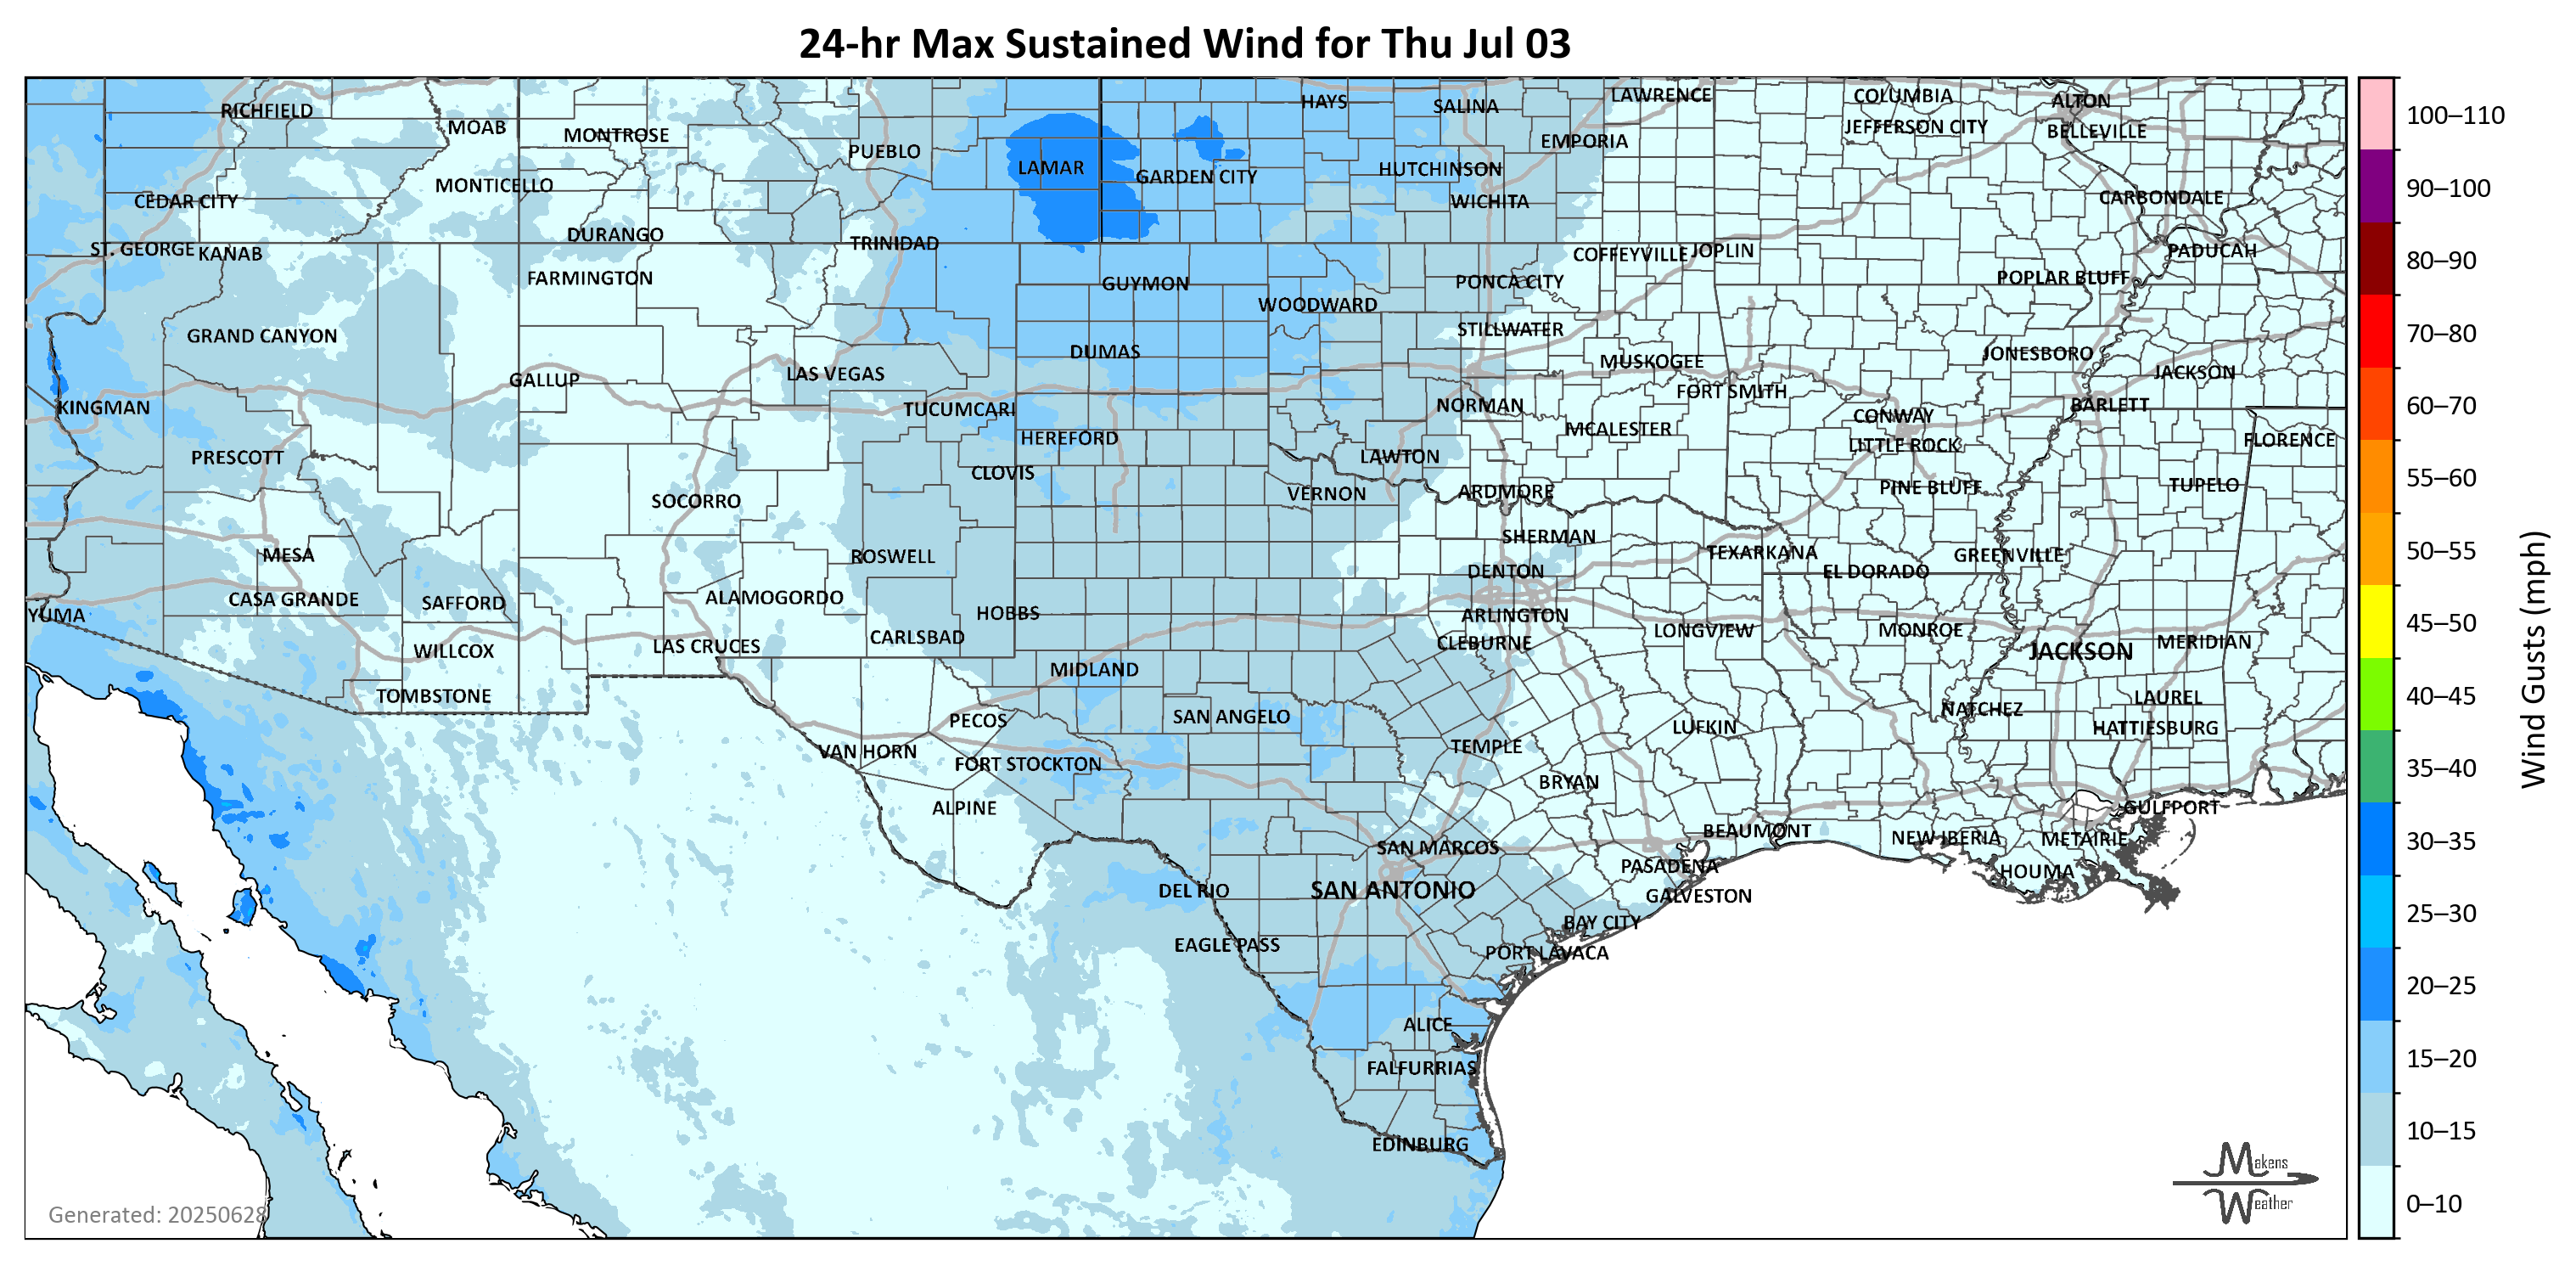 24-hr Max Sustained Wind for Thu Jul 03
RICHFIELD
MOAB
MONTROSE
PUEBLO
LAMAR
GARDEN CITY
HAYS
SALINA
HUTCHINSON
WICHITA
EMPORIA
LAWRENCE
COLUMBIA
JEFFERSON CITY
ALTON
BELLEVILLE
CARBONDALE
PADUCAH
CEDAR CITY
MONTICELLO
DURANGO
TRINIDAD
ST. GEORGE
KANAB
FARMINGTON
GUYMON
WOODWARD
PONCA CITY
COFFEYVILLE
JOPLIN
POPLAR BLUFF
GRAND CANYON
DUMAS
STILLWATER
MUSKOGEE
JONESBORO
JACKSON
KINGMAN
GALLUP
LAS VEGAS
TUCUMCARI
HEREFORD
NORMAN
FORT SMITH
MCALESTER
CONWAY
LITTLE ROCK
BARLETT
FLORENCE
PRESCOTT
SOCORRO
CLOVIS
VERNON
LAWTON
ARDMORE
PINE BLUFF
TUPELO
MESA
ROSWELL
SHERMAN
DENTON
TEXARKANA
EL DORADO
GREENVILLE
YUMA
CASA GRANDE
SAFFORD
ALAMOGORDO
HOBBS
ARLINGTON
CLEBURNE
LONGVIEW
MONROE
JACKSON
MERIDIAN
WILLCOX
LAS CRUCES
CARLSBAD
MIDLAND
TOMBSTONE
PECOS
SAN ANGELO
TEMPLE
LUFKIN
NATCHEZ
LAUREL
HATTIESBURG
VAN HORN
FORT STOCKTON
BRYAN
ALPINE
SAN MARCOS
BEAUMONT
NEW IBERIA
METAIRIE
GULFPORT
DEL RIO
SAN ANTONIO
PASADENA
GALVESTON
HOUMA
EAGLE PASS
BAY CITY
PORT LAVACA
ALICE
FALFURRIAS
EDINBURG
Generated: 20250628
Makens
Weather
100–110
90–100
80–90
70–80
60–70
55–60
50–55
45–50
40–45
35–40
30–35
25–30
20–25
15–20
10–15
0–10
Wind Gusts (mph)